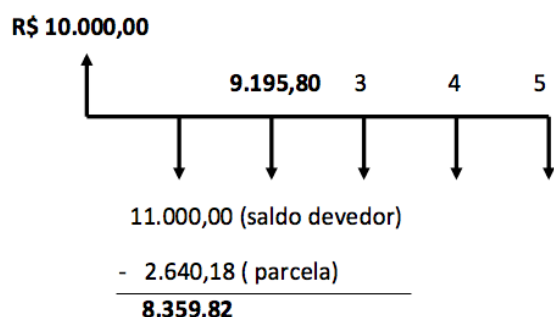 R$ 10.000,00
9.195,80 3 4 5
11.000,00 (saldo devedor)
- 2.640,18 ( parcela)
8.359,82